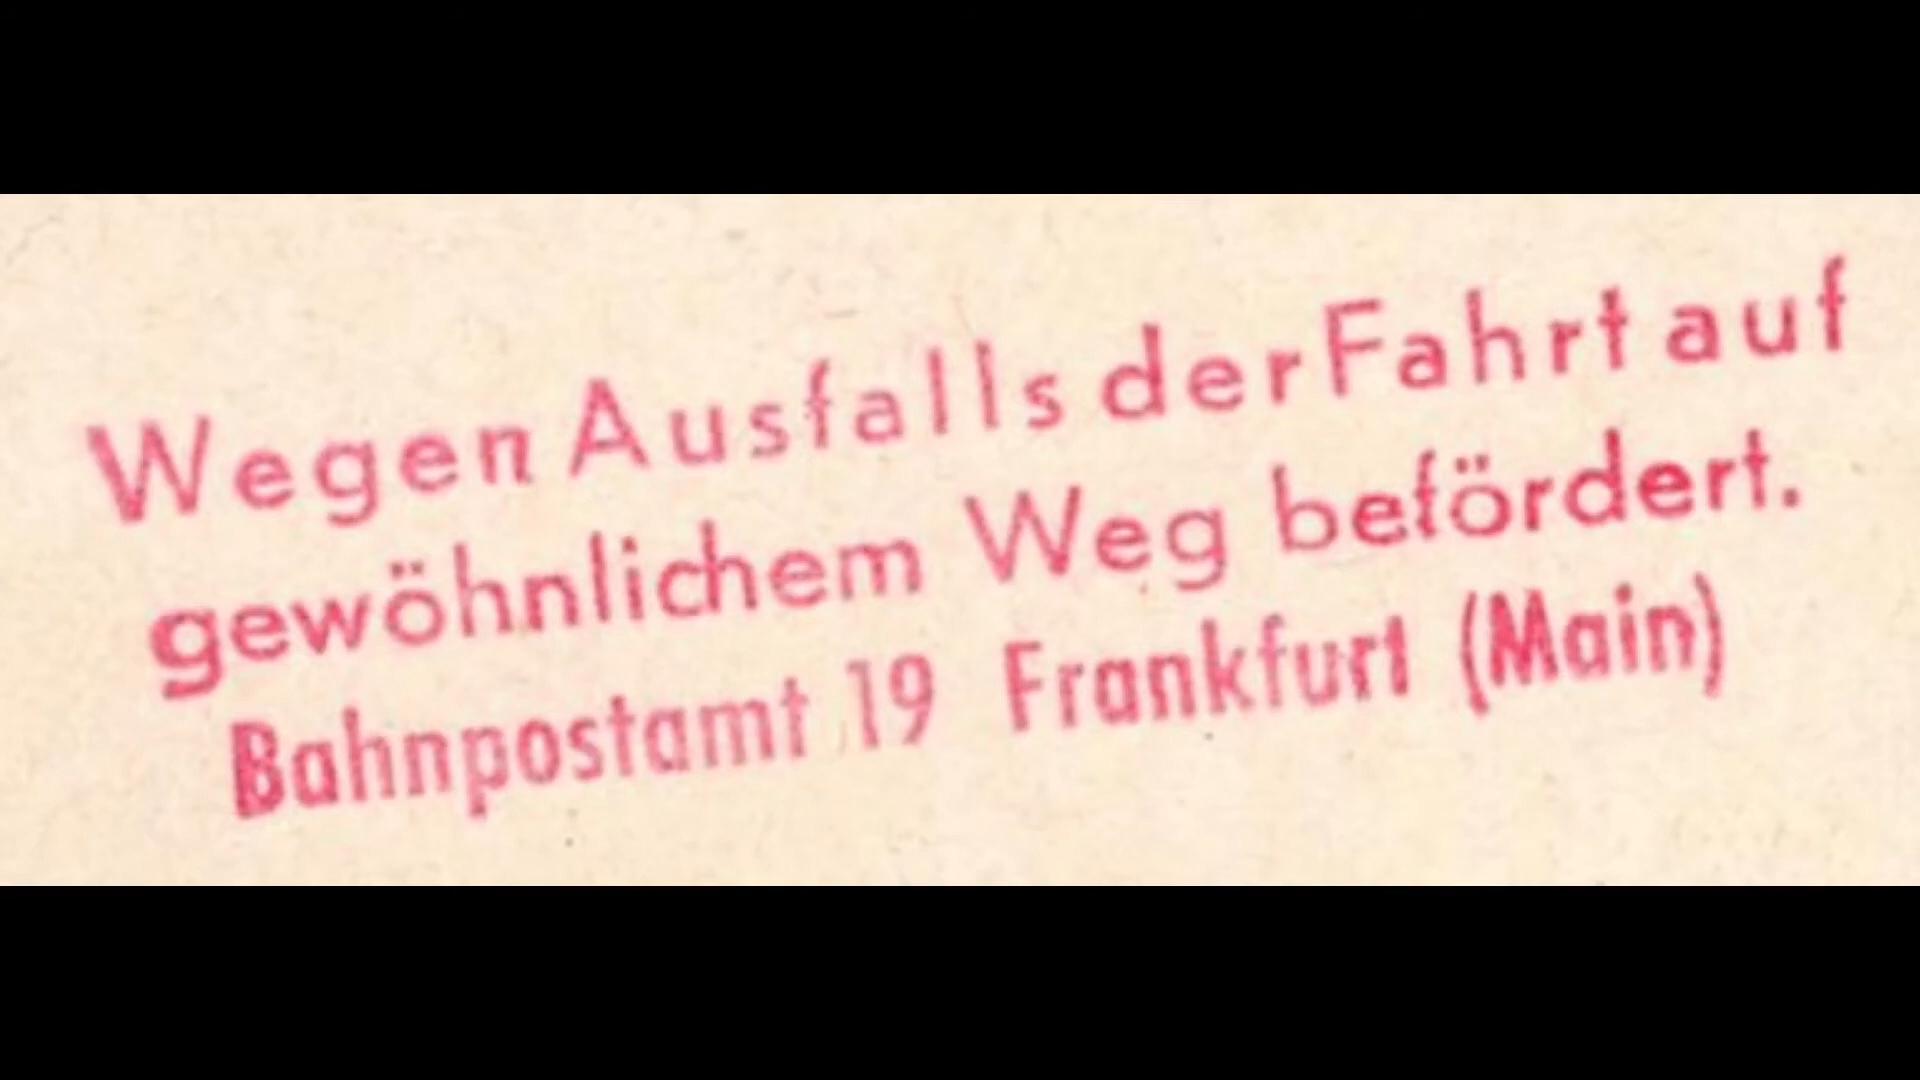 Wegen Ausfalls der Fahrt auf
gewöhnlichem Weg befördert.
Bahnpostamt 19 Frankfurt (Main)